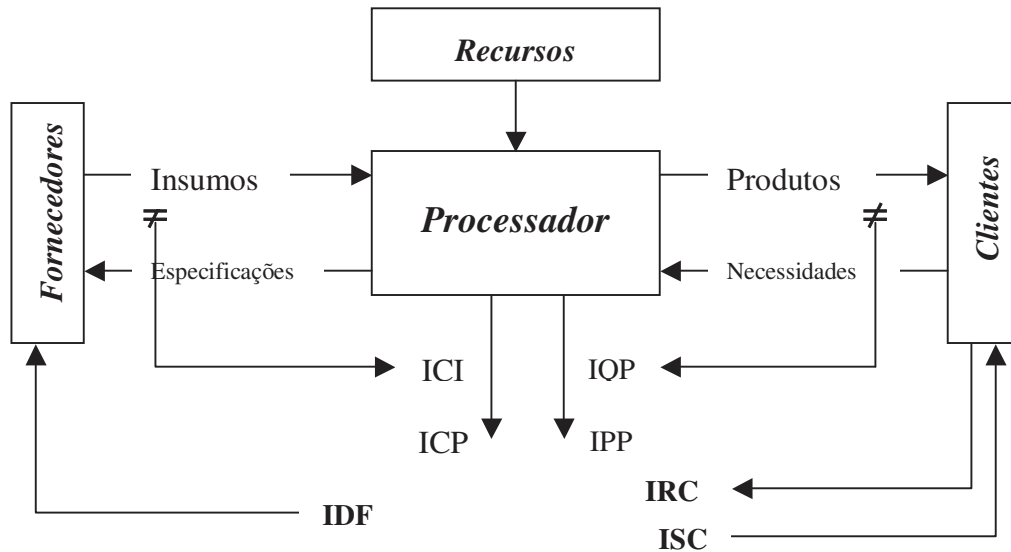 Recursos
Fornecedores
Insumos
Processador
Produtos
Clientes
Especificações
Necessidades
ICI
IQP
ICP
IPP
IRC
IDF
ISC